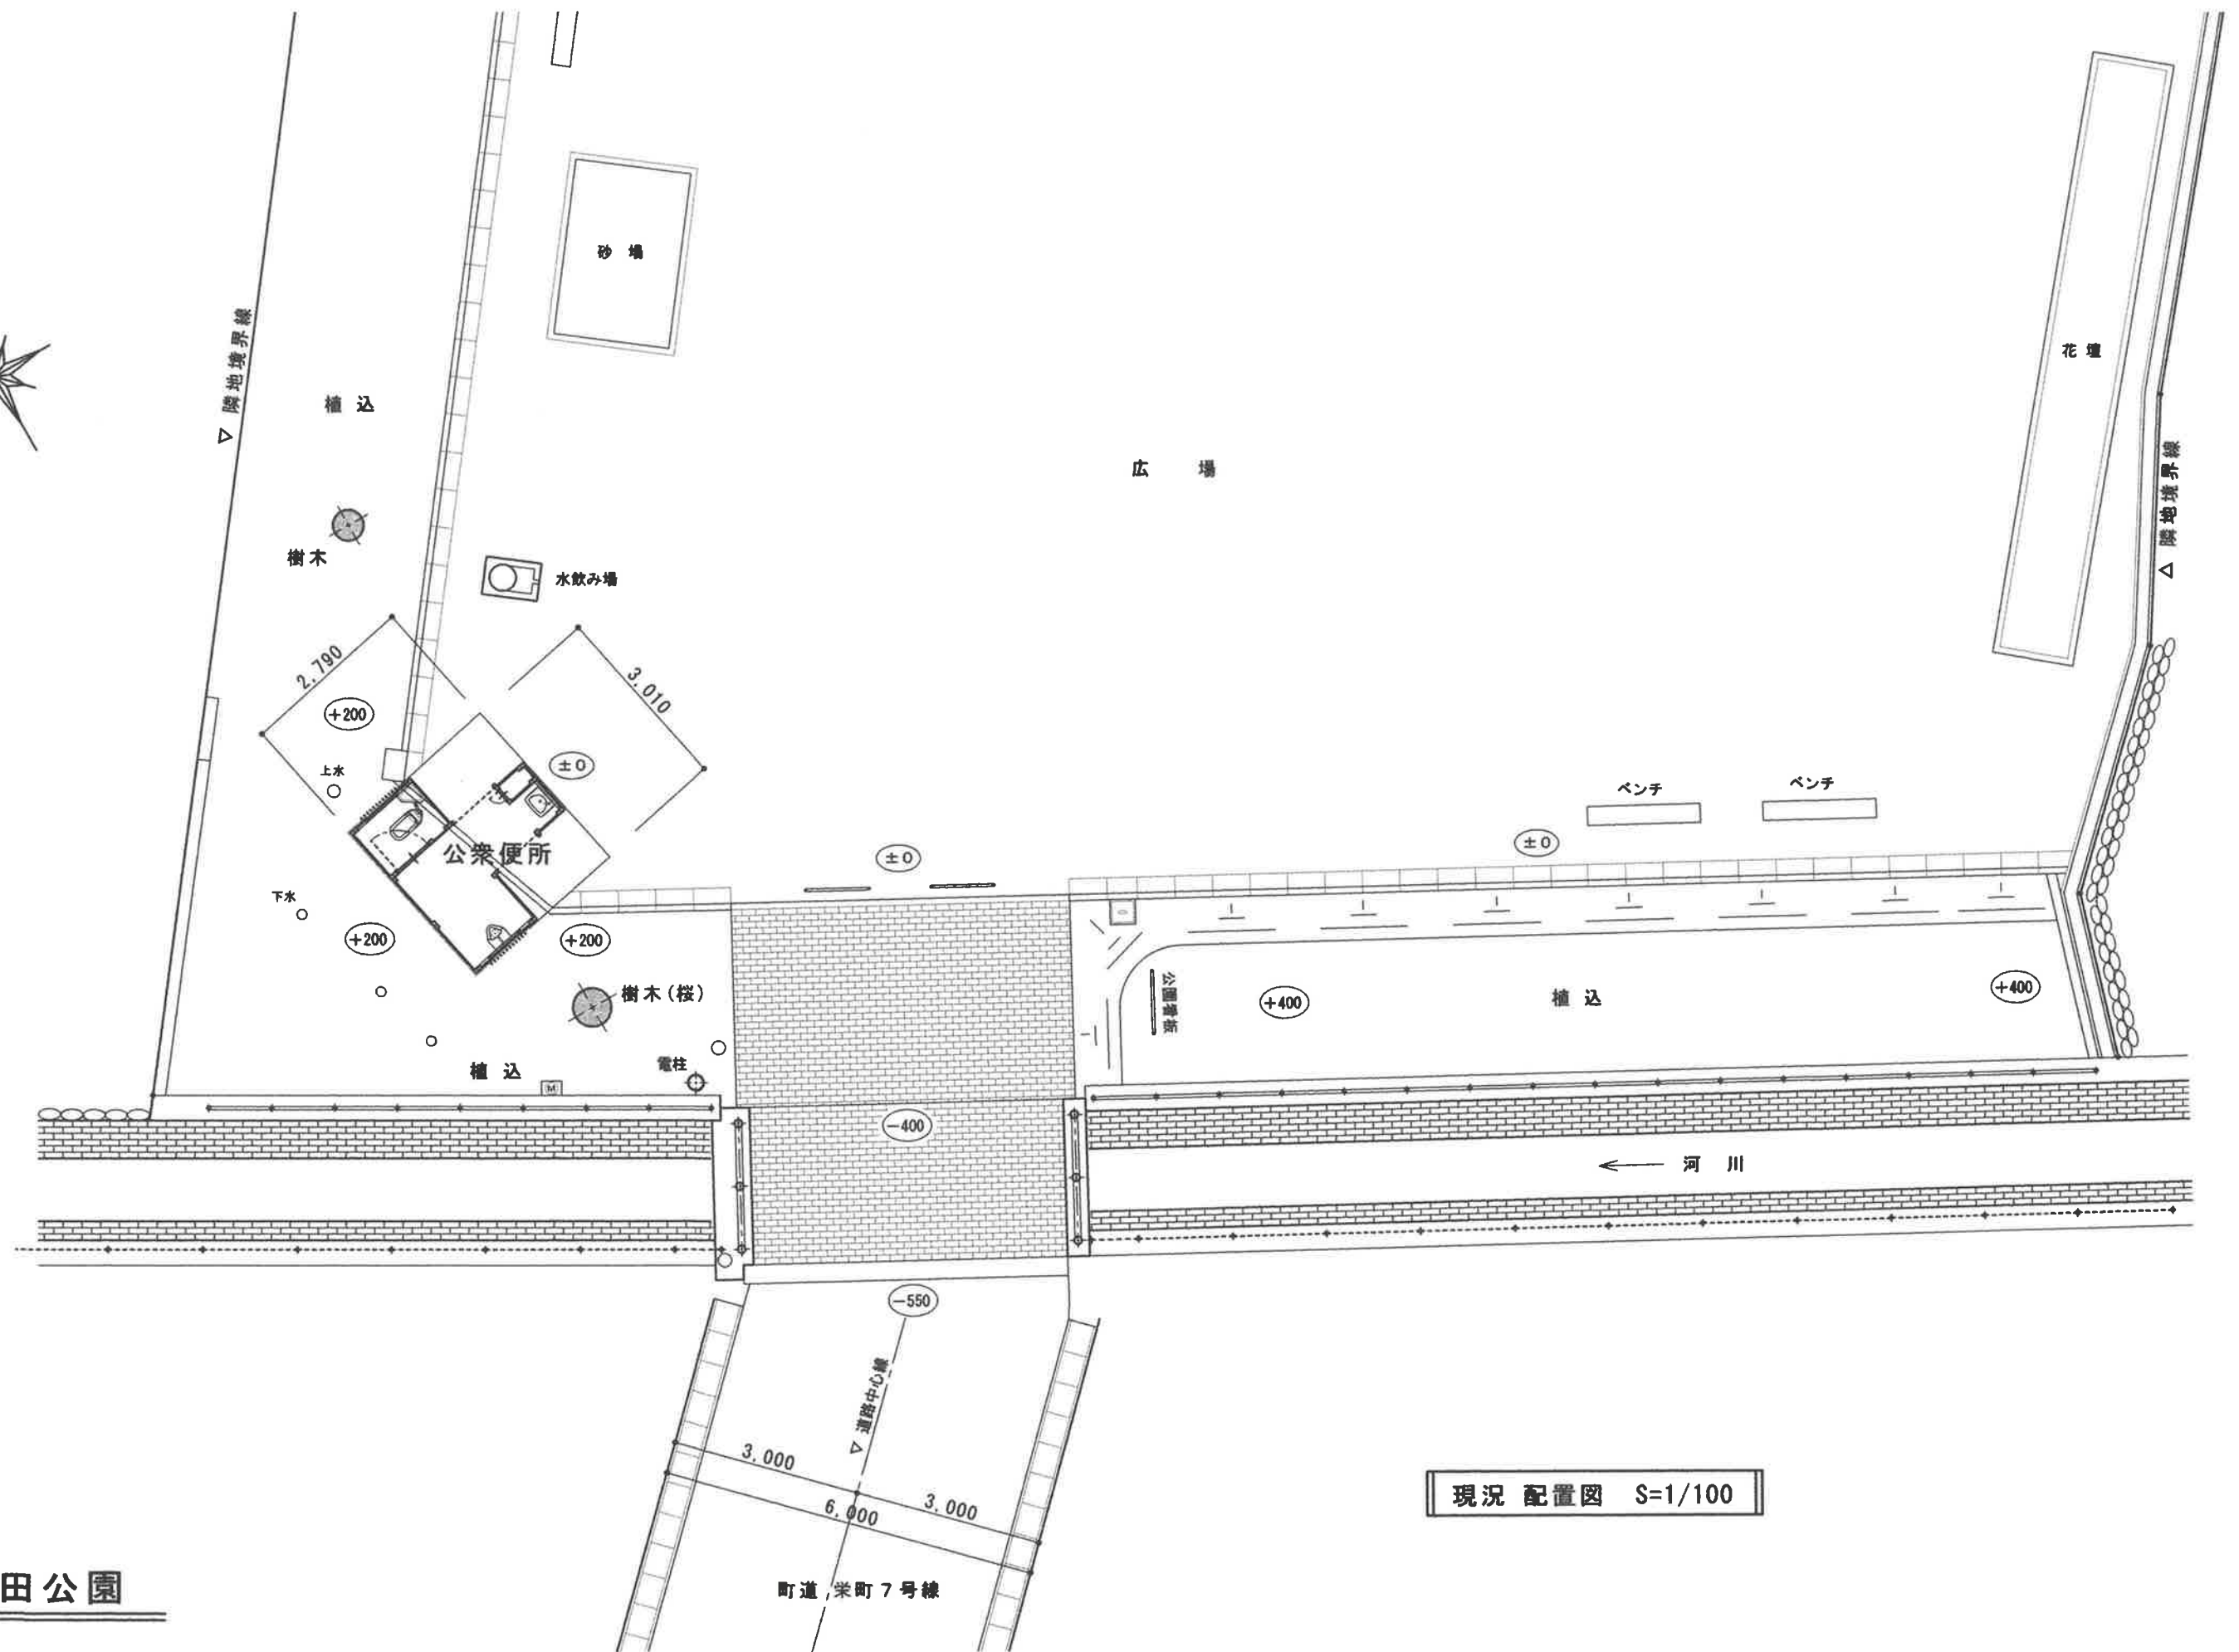 砂 場
▽ 隣地境界線
植 込
花 壇
広 場
△ 隣地境界線
樹木
水飲み場
2,790
3,010
+200
±0
上水
ベンチ
ベンチ
公衆便所
±0
±0
下水
+200
+200
樹木(桜)
公園看板
+400
植 込
+400
電柱
植 込
M
-400
← 河 川
-550
▽ 道路中心線
3,000
3,000
6,000
現況 配置図 S=1/100
町道 栄町7号線
田公園